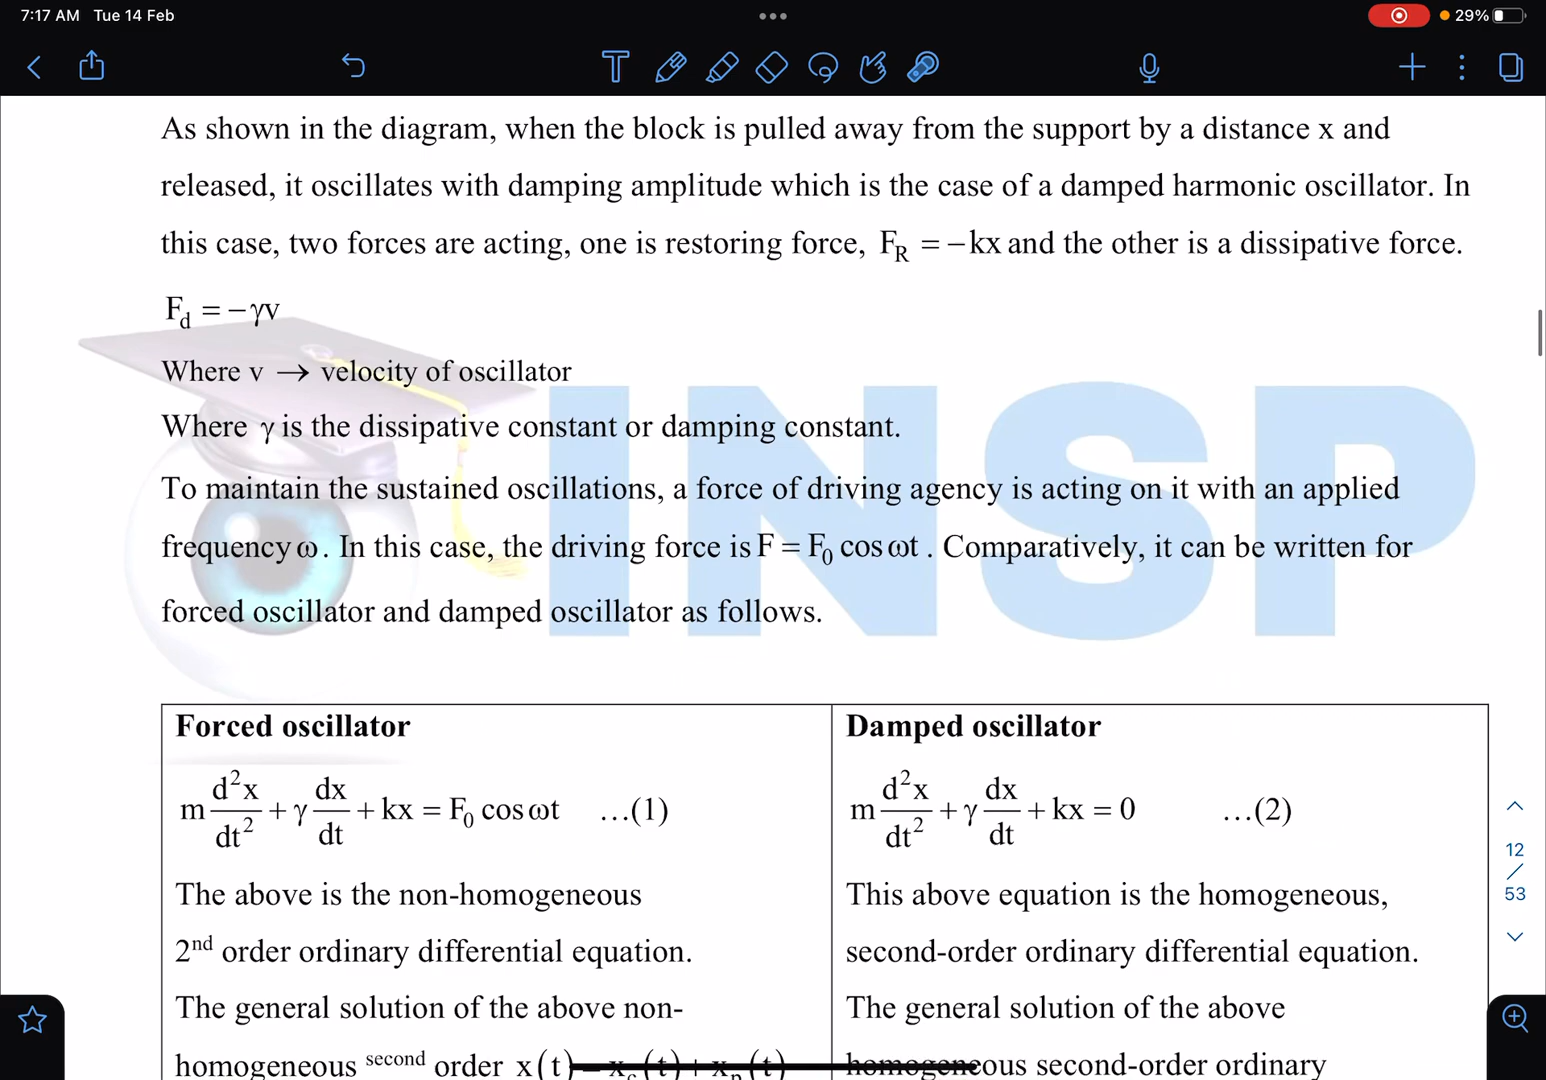 7:17 AM Tue 14 Feb
29%
As shown in the diagram, when the block is pulled away from the support by a distance x and
released, it oscillates with damping amplitude which is the case of a damped harmonic oscillator. In
this case, two forces are acting, one is restoring force, F_R = −kx and the other is a dissipative force.
F_d = −γv
Where v → velocity of oscillator
Where γ is the dissipative constant or damping constant.
To maintain the sustained oscillations, a force of driving agency is acting on it with an applied
frequency ω. In this case, the driving force is F = F₀ cos ωt. Comparatively, it can be written for
forced oscillator and damped oscillator as follows.
INSP
Forced oscillator
m d²x/dt² + γ dx/dt + kx = F₀ cos ωt …(1)
The above is the non-homogeneous
2nd order ordinary differential equation.
The general solution of the above non-
homogeneous second order x(t) = x_c(t) + x_p(t)
Damped oscillator
m d²x/dt² + γ dx/dt + kx = 0 …(2)
This above equation is the homogeneous,
second-order ordinary differential equation.
The general solution of the above
homogeneous second-order ordinary
12
/
53